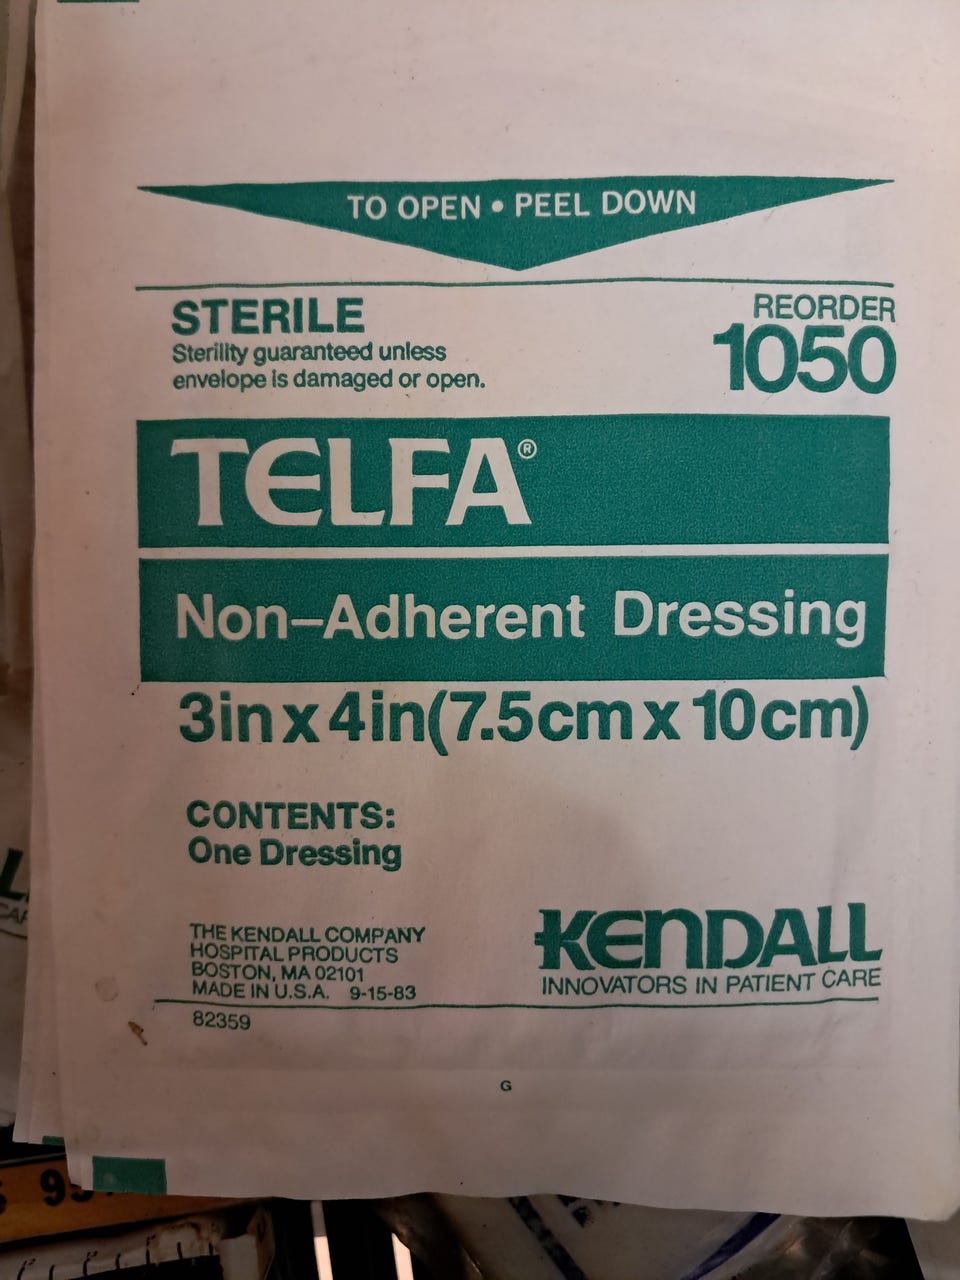 TO OPEN • PEEL DOWN
STERILE
Sterility guaranteed unless
envelope is damaged or open.
REORDER
1050
TELFA®
Non-Adherent Dressing
3in x 4in(7.5cm x 10cm)
CONTENTS:
One Dressing
THE KENDALL COMPANY
HOSPITAL PRODUCTS
BOSTON, MA 02101
MADE IN U.S.A. 9-15-83
82359
KENDALL
INNOVATORS IN PATIENT CARE
G